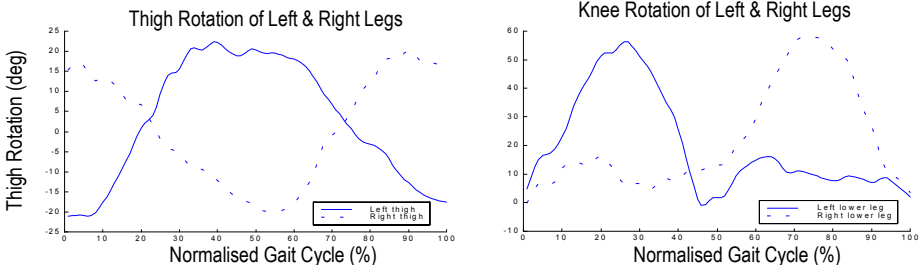 Thigh Rotation of Left & Right Legs
Thigh Rotation (deg)
25
20
15
10
5
0
-5
-10
-15
-20
-25
0 10 20 30 40 50 60 70 80 90 100
Left thigh
Right thigh
Normalised Gait Cycle (%)
Knee Rotation of Left & Right Legs
60
50
40
30
20
10
0
-10
0 10 20 30 40 50 60 70 80 90 100
Left lower leg
Right lower leg
Normalised Gait Cycle (%)